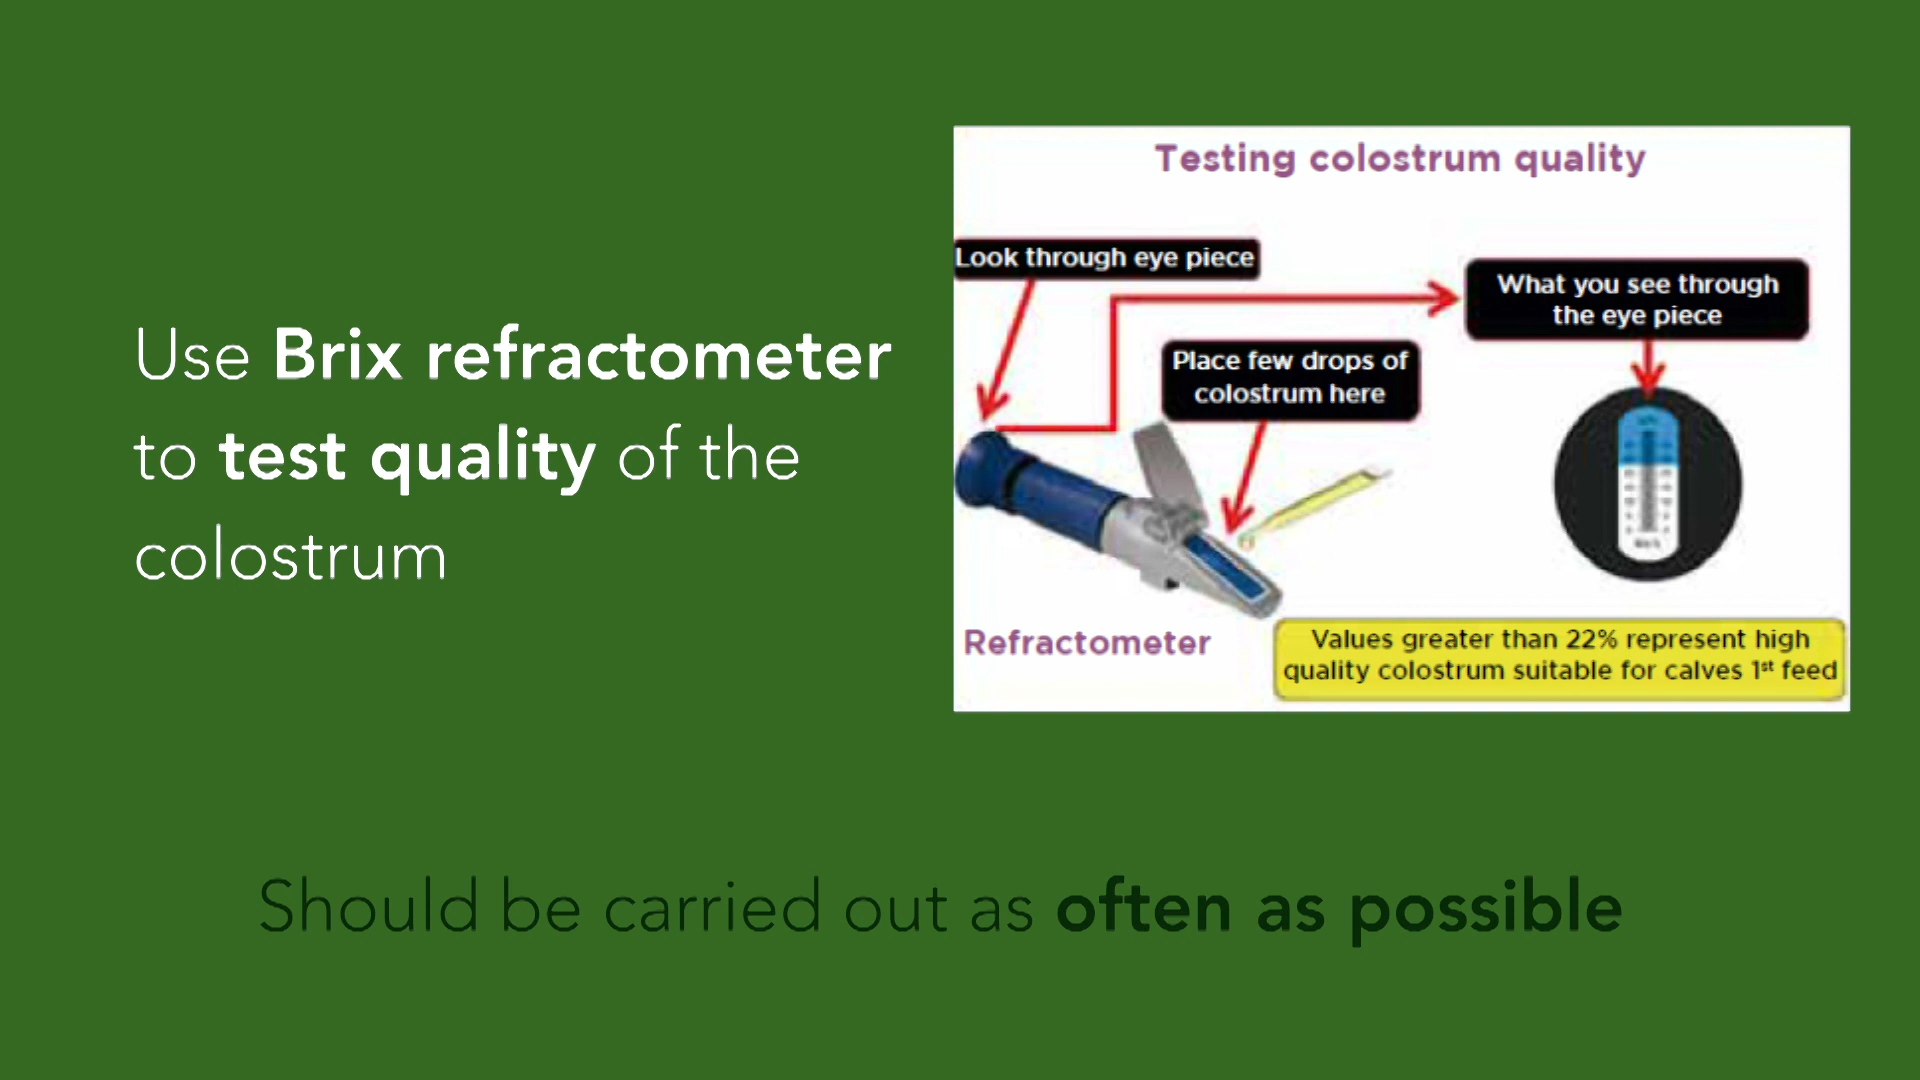 Use Brix refractometer
to test quality of the
colostrum
Testing colostrum quality
Look through eye piece
What you see through
the eye piece
Place few drops of
colostrum here
Refractometer
Values greater than 22% represent high
quality colostrum suitable for calves 1st feed
Should be carried out as often as possible